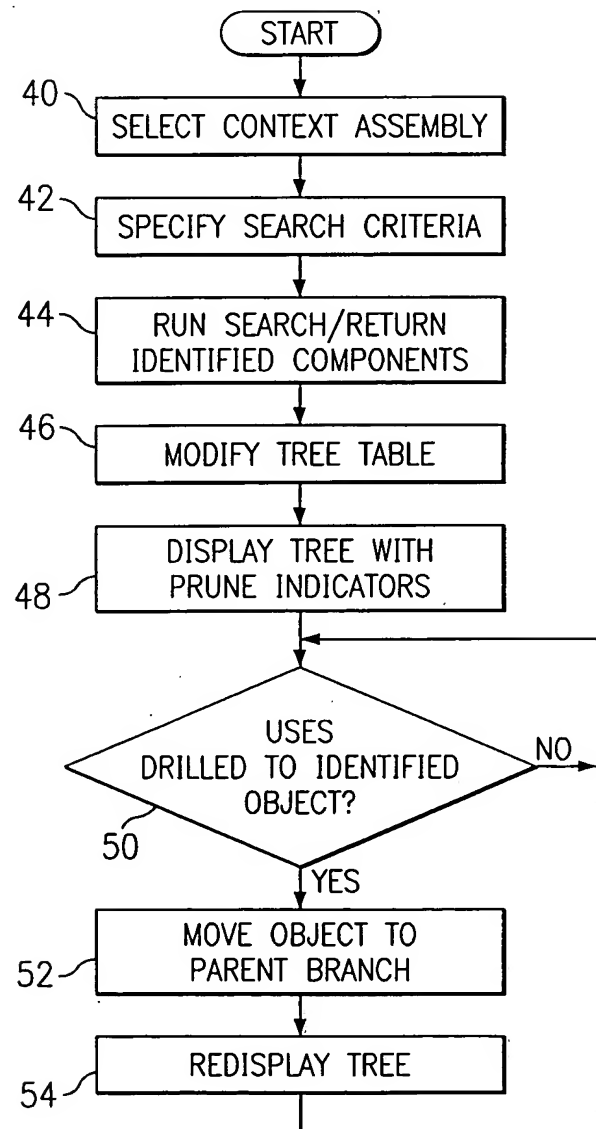 START
40
SELECT CONTEXT ASSEMBLY
42
SPECIFY SEARCH CRITERIA
44
RUN SEARCH/RETURN
IDENTIFIED COMPONENTS
46
MODIFY TREE TABLE
DISPLAY TREE WITH
PRUNE INDICATORS
48
USES
DRILLED TO IDENTIFIED
OBJECT?
NO
50
YES
MOVE OBJECT TO
PARENT BRANCH
52
REDISPLAY TREE
54